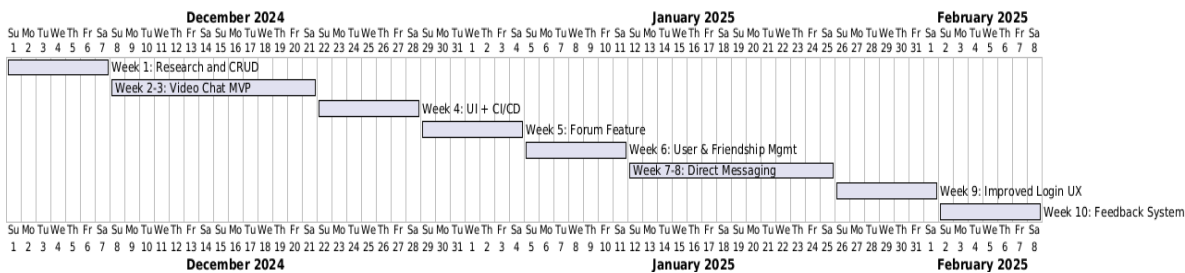 December 2024 January 2025 February 2025
Su Mo Tu We Th Fr Sa Su Mo Tu We Th Fr Sa Su Mo Tu We Th Fr Sa Su Mo Tu We Th Fr Sa Su Mo Tu We Th Fr Sa Su Mo Tu We Th Fr Sa Su Mo Tu We Th Fr Sa Su Mo Tu We Th Fr Sa Su Mo Tu We Th Fr Sa Su Mo Tu We Th Fr Sa
1 2 3 4 5 6 7 8 9 10 11 12 13 14 15 16 17 18 19 20 21 22 23 24 25 26 27 28 29 30 31 1 2 3 4 5 6 7 8 9 10 11 12 13 14 15 16 17 18 19 20 21 22 23 24 25 26 27 28 29 30 31 1 2 3 4 5 6 7 8
Week 1: Research and CRUD
Week 2-3: Video Chat MVP
Week 4: UI + CI/CD
Week 5: Forum Feature
Week 6: User & Friendship Mgmt
Week 7-8: Direct Messaging
Week 9: Improved Login UX
Week 10: Feedback System
Su Mo Tu We Th Fr Sa Su Mo Tu We Th Fr Sa Su Mo Tu We Th Fr Sa Su Mo Tu We Th Fr Sa Su Mo Tu We Th Fr Sa Su Mo Tu We Th Fr Sa Su Mo Tu We Th Fr Sa Su Mo Tu We Th Fr Sa Su Mo Tu We Th Fr Sa Su Mo Tu We Th Fr Sa
1 2 3 4 5 6 7 8 9 10 11 12 13 14 15 16 17 18 19 20 21 22 23 24 25 26 27 28 29 30 31 1 2 3 4 5 6 7 8 9 10 11 12 13 14 15 16 17 18 19 20 21 22 23 24 25 26 27 28 29 30 31 1 2 3 4 5 6 7 8
December 2024 January 2025 February 2025